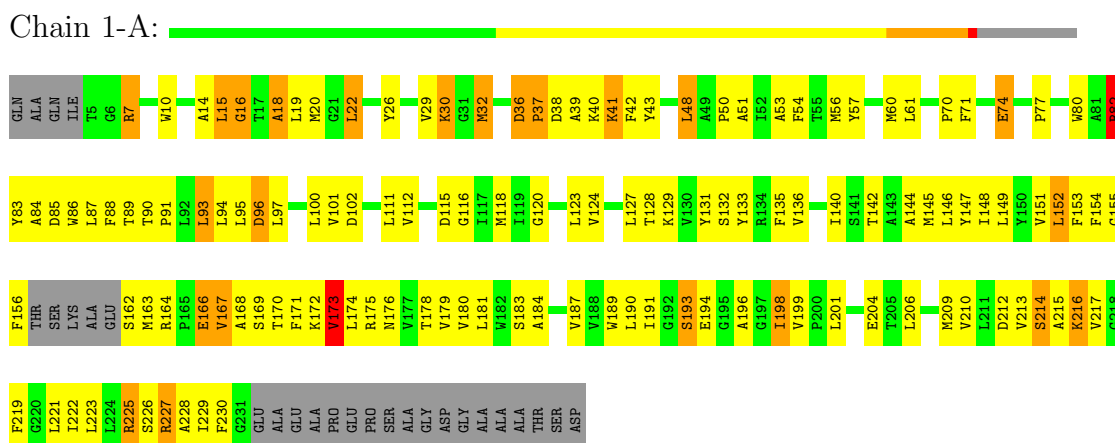 Chain 1-A:
GLN ALA GLN ILE T5 G6 R7 W10 A14 L15 G16 T17 A18 L19 M20 G21 L22 Y26 V29 K30 G31 M32 D36 P37 D38 A39 K40 K41 F42 Y43 L48 A49 P50 A51 I52 A53 F54 T55 M56 Y57 M60 L61 P70 F71 E74 P77 W80 A81 R82
Y83 A84 D85 W86 L87 F88 T89 T90 P91 L92 L93 L94 L95 D96 L97 L100 V101 D102 L111 V112 D115 G116 I117 M118 I119 G120 L123 V124 L127 T128 K129 V130 Y131 S132 Y133 R134 F135 V136 I140 S141 T142 A143 A144 M145 L146 Y147 I148 L149 Y150 V151 L152 F153 F154 G155
F156 THR SER LYS ALA GLU S162 M163 R164 P165 E166 V167 A168 S169 T170 F171 K172 V173 L174 R175 N176 V177 T178 V179 V180 L181 W182 S183 A184 V187 V188 W189 L190 I191 G192 S193 E194 G195 A196 G197 I198 V199 P200 L201 E204 T205 L206 M209 V210 L211 D212 V213 S214 A215 K216 V217 G218
F219 G220 L221 I222 L223 L224 R225 S226 R227 A228 I229 F230 G231 GLU ALA GLU ALA PRO GLU PRO SER ALA GLY ASP GLY ALA ALA ALA THR SER ASP